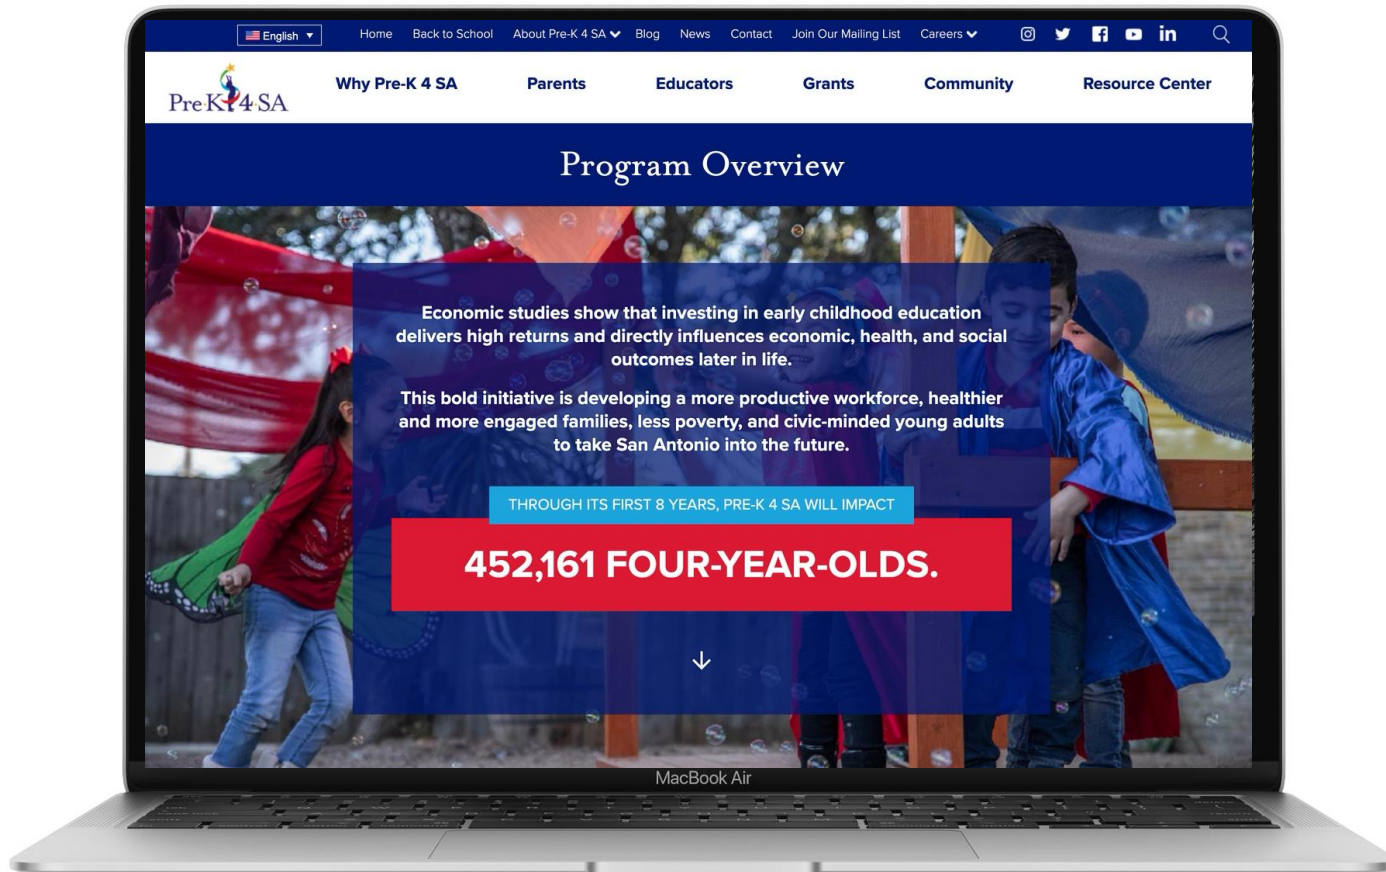 English ▼
Home Back to School About Pre-K 4 SA Blog News Contact Join Our Mailing List Careers
Pre K 4 SA
Why Pre-K 4 SA Parents Educators Grants Community Resource Center
Program Overview
Economic studies show that investing in early childhood education
delivers high returns and directly influences economic, health, and social
outcomes later in life.
This bold initiative is developing a more productive workforce, healthier
and more engaged families, less poverty, and civic-minded young adults
to take San Antonio into the future.
THROUGH ITS FIRST 8 YEARS, PRE-K 4 SA WILL IMPACT
452,161 FOUR-YEAR-OLDS.
MacBook Air